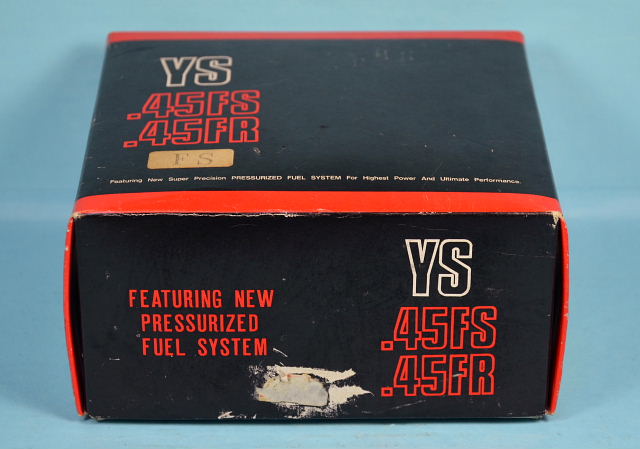 YS
.45FS
.45FR
FS
Featuring New Super Precision PRESSURIZED FUEL SYSTEM For Highest Power And Ultimate Performance.
FEATURING NEW
PRESSURIZED
FUEL SYSTEM
YS
.45FS
.45FR